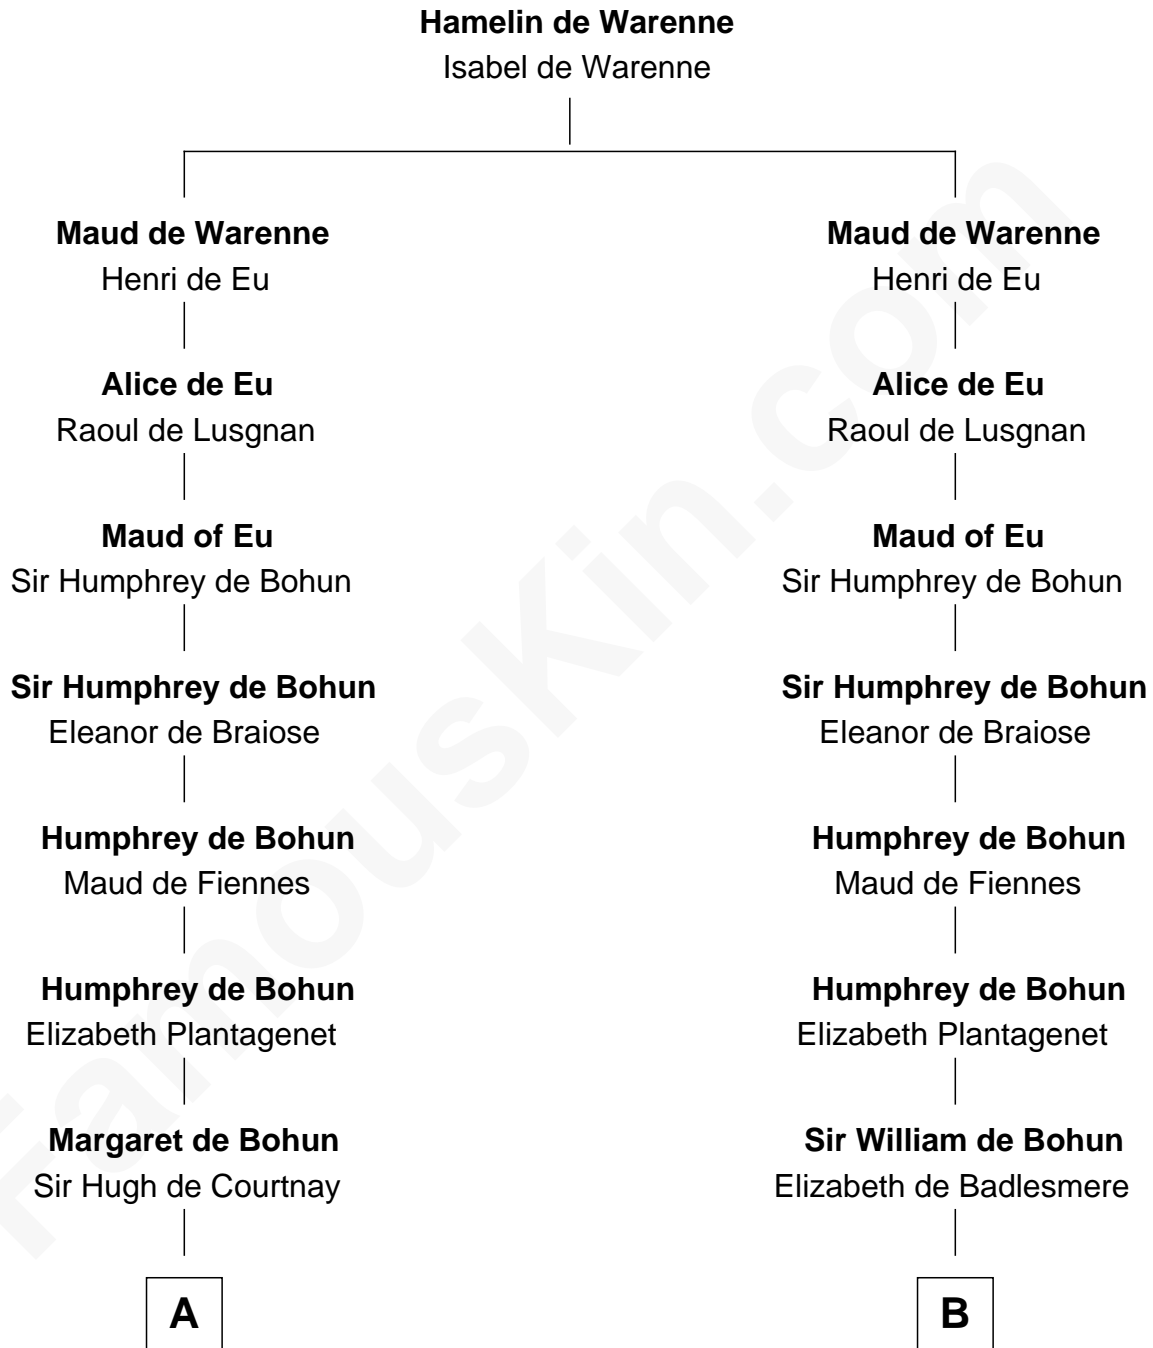 Hamelin de Warenne
Isabel de Warenne
Maud de Warenne
Henri de Eu
Alice de Eu
Raoul de Lusgnan
Maud of Eu
Sir Humphrey de Bohun
Sir Humphrey de Bohun
Eleanor de Braiose
Humphrey de Bohun
Maud de Fiennes
Humphrey de Bohun
Elizabeth Plantagenet
Margaret de Bohun
Sir Hugh de Courtnay
A
Maud de Warenne
Henri de Eu
Alice de Eu
Raoul de Lusgnan
Maud of Eu
Sir Humphrey de Bohun
Sir Humphrey de Bohun
Eleanor de Braiose
Humphrey de Bohun
Maud de Fiennes
Humphrey de Bohun
Elizabeth Plantagenet
Sir William de Bohun
Elizabeth de Badlesmere
B
FamousKin.com